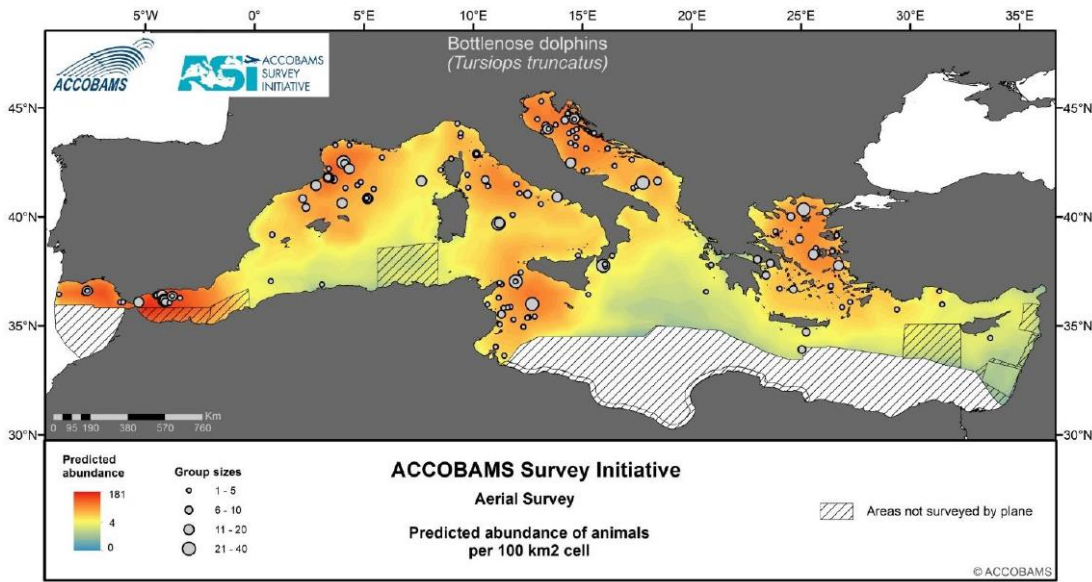 5°W 0° 5°E 10°E 15°E 20°E 25°E 30°E 35°E
Bottlenose dolphins
(Tursiops truncatus)
ACCOBAMS
ASI
ACCOBAMS
SURVEY
INITIATIVE
45°N 45°N
40°N 40°N
35°N 35°N
30°N 30°N
Km
0 95 190 380 570 760
ACCOBAMS Survey Initiative
Aerial Survey
Predicted abundance of animals
per 100 km2 cell
Predicted
abundance
181
4
0
Group sizes
1 - 5
6 - 10
11 - 20
21 - 40
Areas not surveyed by plane
© ACCOBAMS